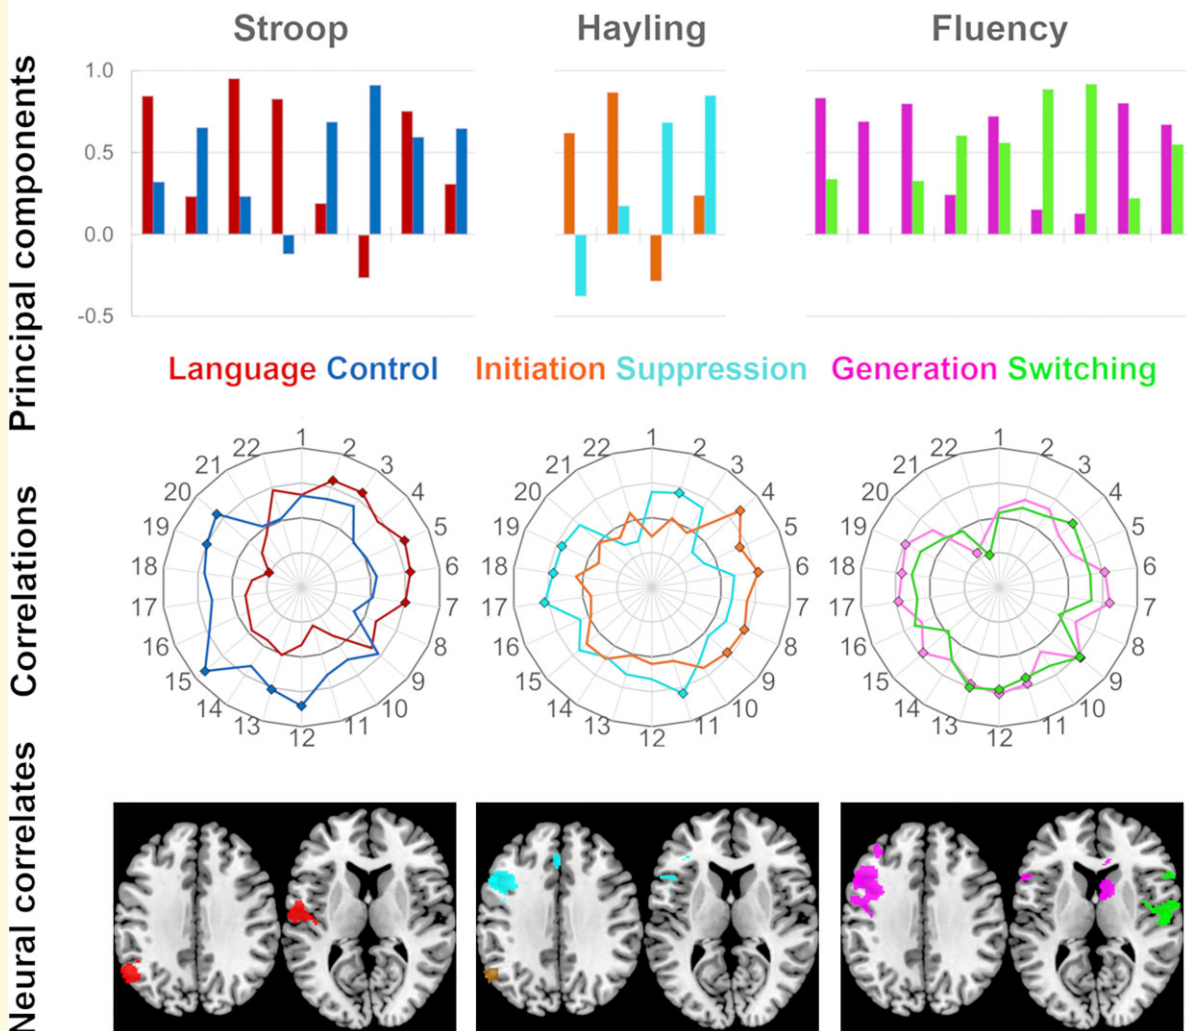 Stroop Hayling Fluency
Principal components
1.0
0.5
0.0
-0.5
Language Control Initiation Suppression Generation Switching
Correlations
1 2 3 4 5 6 7 8 9 10 11 12 13 14 15 16 17 18 19 20 21 22
1 2 3 4 5 6 7 8 9 10 11 12 13 14 15 16 17 18 19 20 21 22
1 2 3 4 5 6 7 8 9 10 11 12 13 14 15 16 17 18 19 20 21 22
Neural correlates